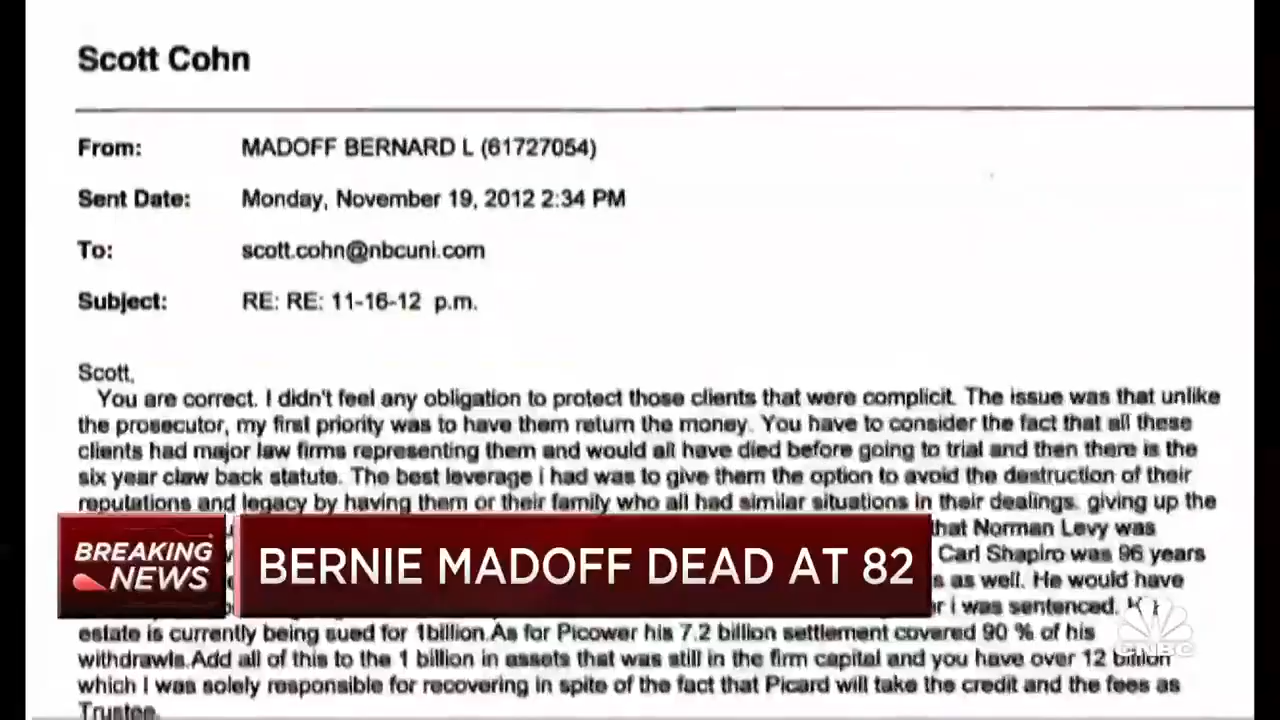 Scott Cohn
From: MADOFF BERNARD L (61727054)
Sent Date: Monday, November 19, 2012 2:34 PM
To: scott.cohn@nbcuni.com
Subject: RE: RE: 11-16-12 p.m.
Scott,
You are correct. I didn't feel any obligation to protect those clients that were complicit. The issue was that unlike
the prosecutor, my first priority was to have them return the money. You have to consider the fact that all these
clients had major law firms representing them and would all have died before going to trial and then there is the
six year claw back statute. The best leverage i had was to give them the option to avoid the destruction of their
reputations and legacy by having them or their family who all had similar situations in their dealings, giving up the
that Norman Levy was
Carl Shapiro was 96 years
as well. He would have
i was sentenced.
estate is currently being sued for 1billion.As for Picower his 7.2 billion settlement covered 90 % of his
withdrawls.Add all of this to the 1 billion in assets that was still in the firm capital and you have over 12 billion
which I was solely responsible for recovering in spite of the fact that Picard will take the credit and the fees as
Trustee.
BREAKING NEWS
BERNIE MADOFF DEAD AT 82
CNBC